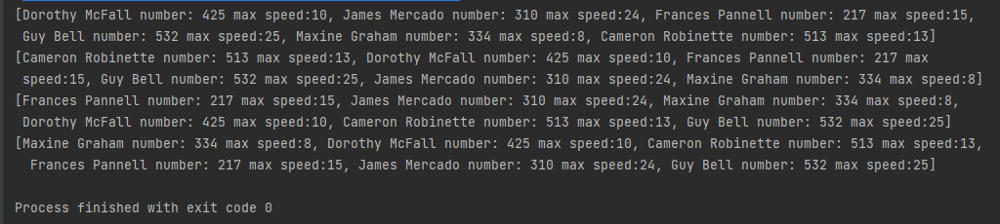 [Dorothy McFall number: 425 max speed:10, James Mercado number: 310 max speed:24, Frances Pannell number: 217 max speed:15,
Guy Bell number: 532 max speed:25, Maxine Graham number: 334 max speed:8, Cameron Robinette number: 513 max speed:13]
[Cameron Robinette number: 513 max speed:13, Dorothy McFall number: 425 max speed:10, Frances Pannell number: 217 max
speed:15, Guy Bell number: 532 max speed:25, James Mercado number: 310 max speed:24, Maxine Graham number: 334 max speed:8]
[Frances Pannell number: 217 max speed:15, James Mercado number: 310 max speed:24, Maxine Graham number: 334 max speed:8,
Dorothy McFall number: 425 max speed:10, Cameron Robinette number: 513 max speed:13, Guy Bell number: 532 max speed:25]
[Maxine Graham number: 334 max speed:8, Dorothy McFall number: 425 max speed:10, Cameron Robinette number: 513 max speed:13,
Frances Pannell number: 217 max speed:15, James Mercado number: 310 max speed:24, Guy Bell number: 532 max speed:25]
Process finished with exit code 0